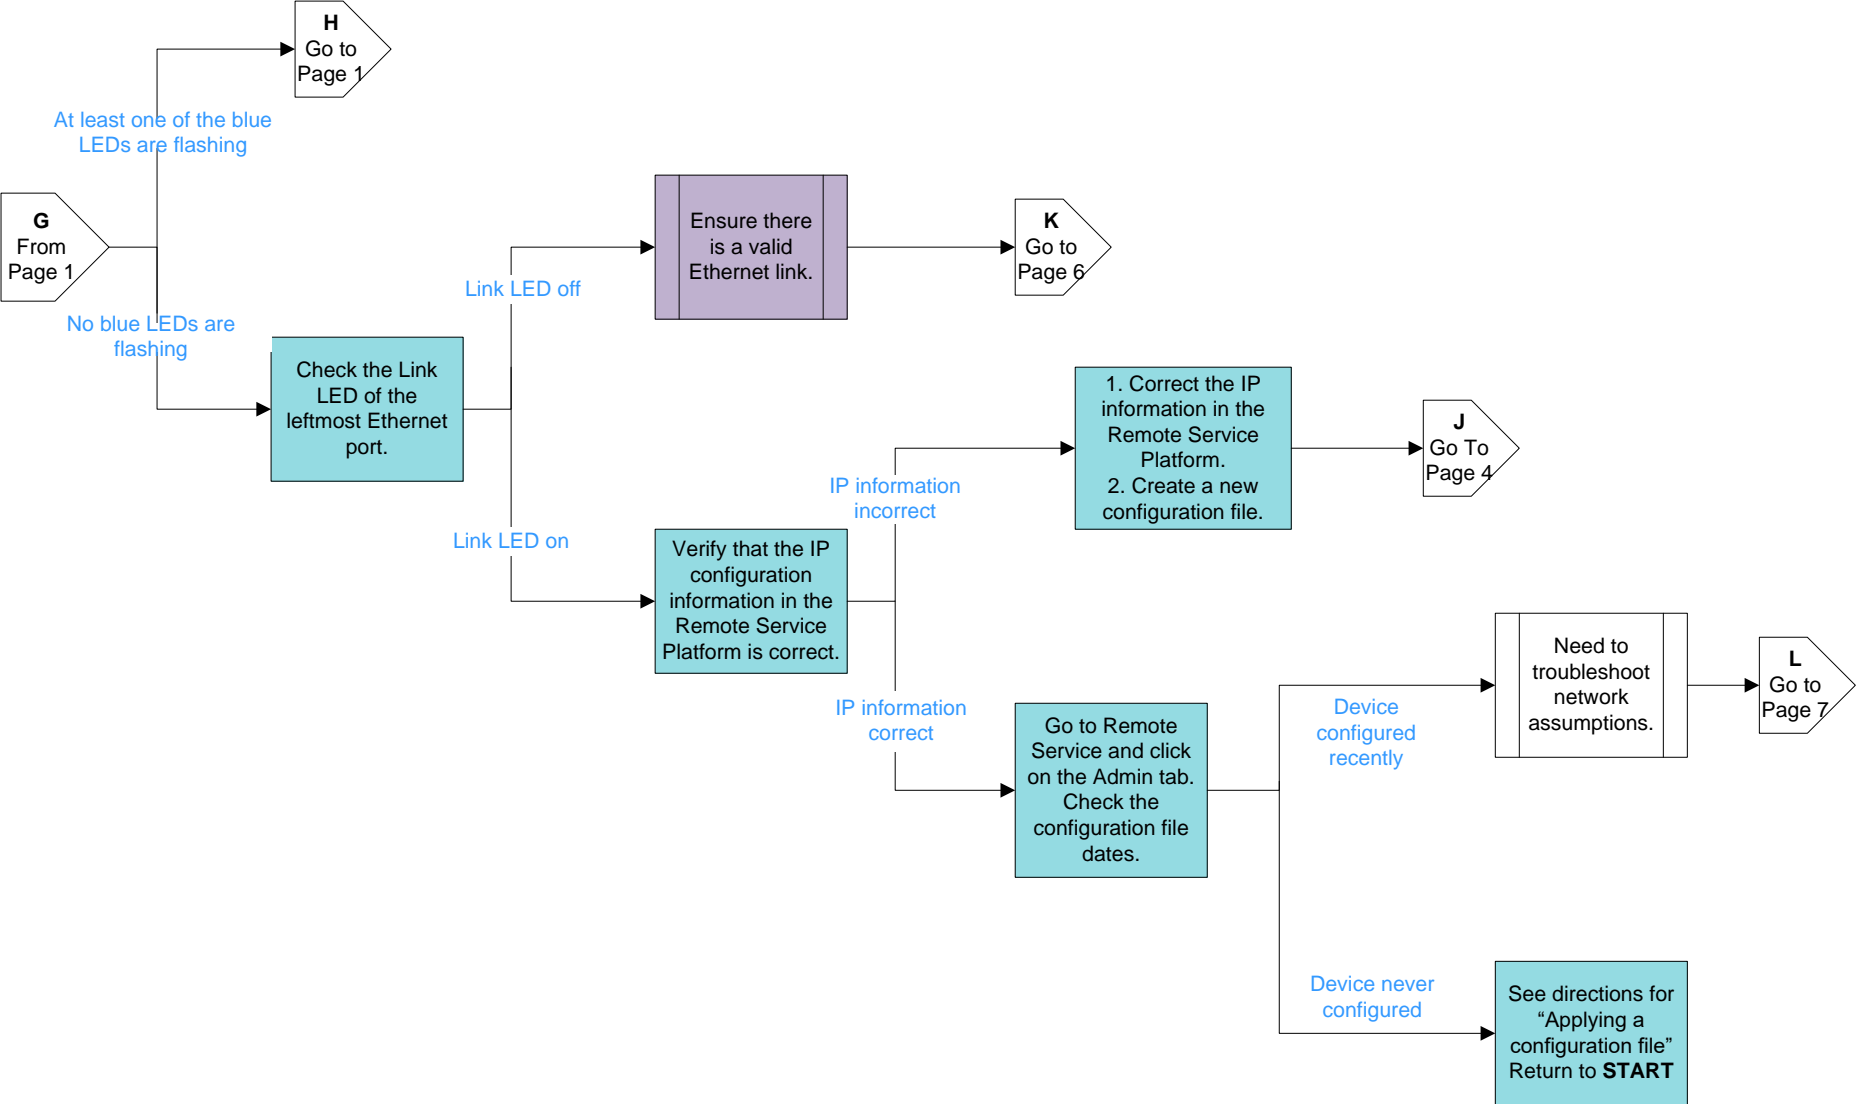 H
Go to
Page 1
At least one of the blue
LEDs are flashing
G
From
Page 1
No blue LEDs are
flashing
Check the Link
LED of the
leftmost Ethernet
port.
Link LED off
Ensure there
is a valid
Ethernet link.
K
Go to
Page 6
Link LED on
Verify that the IP
configuration
information in the
Remote Service
Platform is correct.
IP information
incorrect
1. Correct the IP
information in the
Remote Service
Platform.
2. Create a new
configuration file.
J
Go To
Page 4
IP information
correct
Go to Remote
Service and click
on the Admin tab.
Check the
configuration file
dates.
Device
configured
recently
Need to
troubleshoot
network
assumptions.
L
Go to
Page 7
Device never
configured
See directions for
“Applying a
configuration file”
Return to START